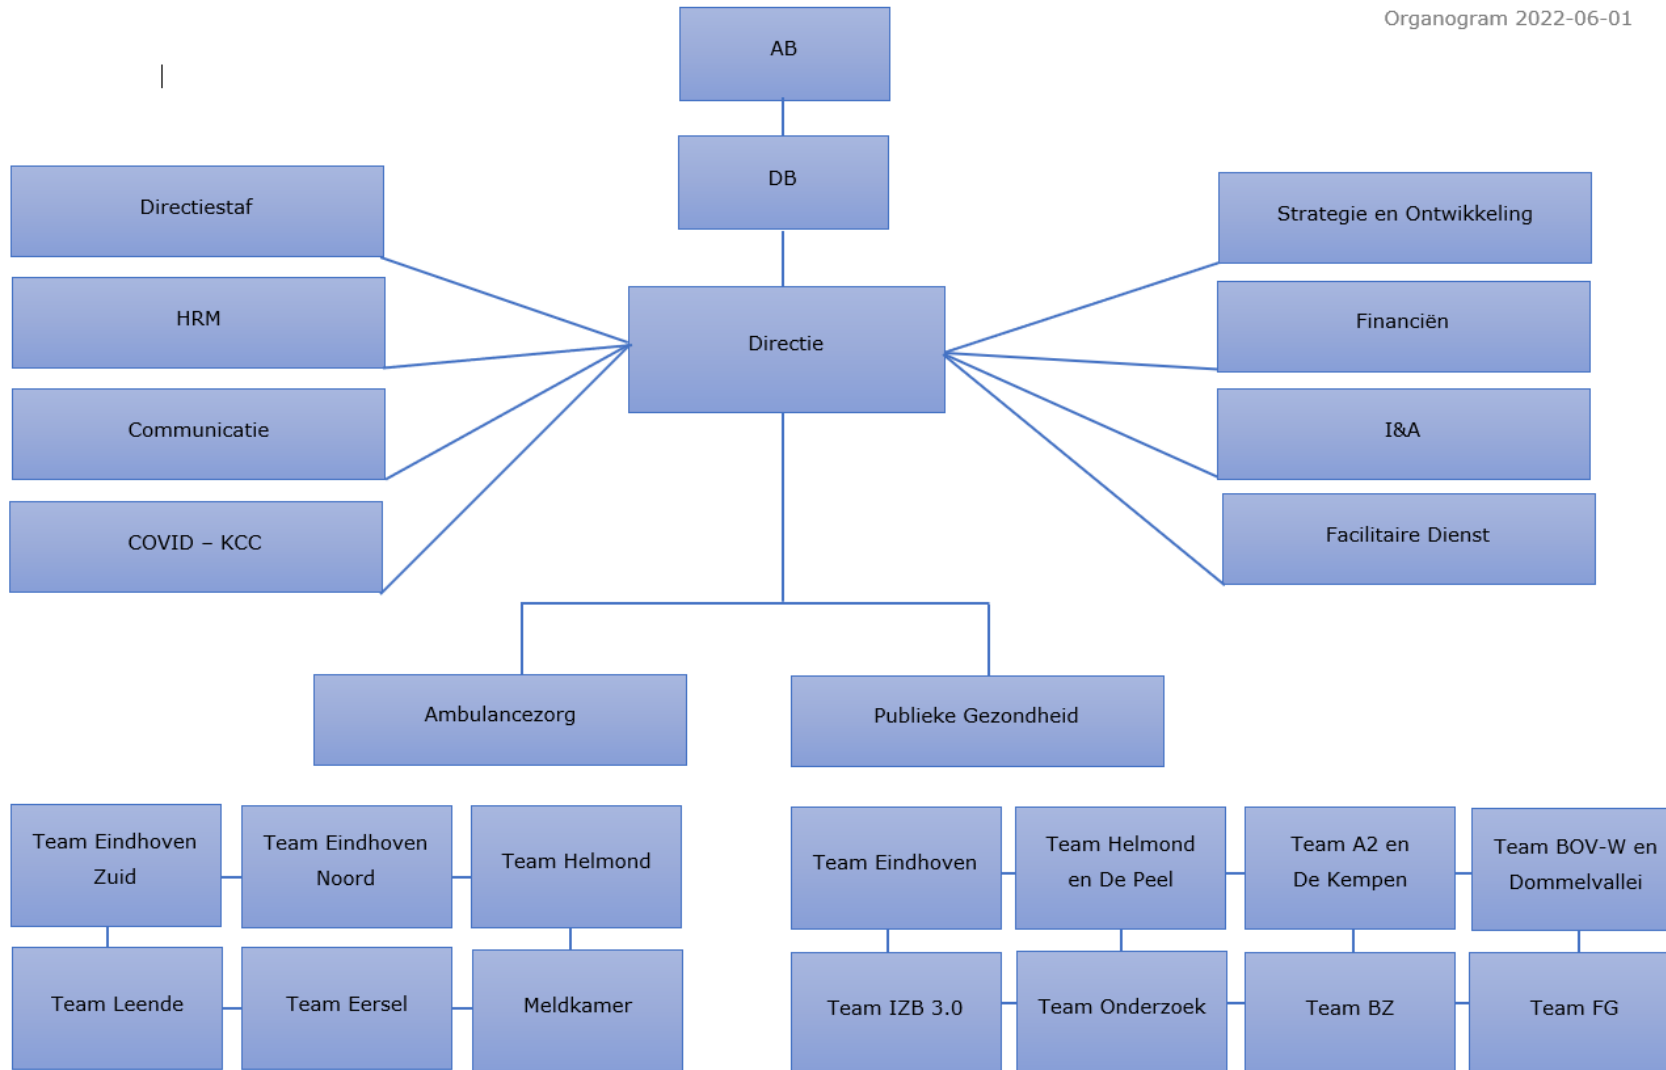 Organogram 2022-06-01
AB
DB
Directiestaf
Strategie en Ontwikkeling
HRM
Financiën
Directie
Communicatie
I&A
COVID – KCC
Facilitaire Dienst
Ambulancezorg
Publieke Gezondheid
Team Eindhoven
Zuid
Team Eindhoven
Noord
Team Helmond
Team Eindhoven
Team Helmond
en De Peel
Team A2 en
De Kempen
Team BOV-W en
Dommelvallei
Team Leende
Team Eersel
Meldkamer
Team IZB 3.0
Team Onderzoek
Team BZ
Team FG